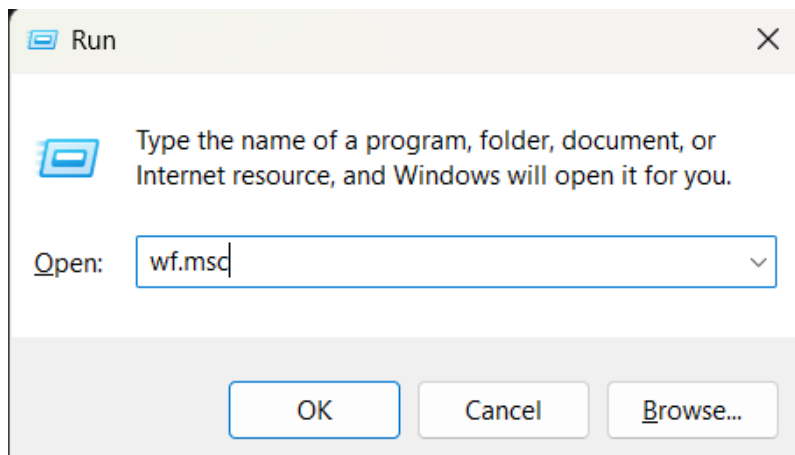 Run
Type the name of a program, folder, document, or
Internet resource, and Windows will open it for you.
Open: wf.msc
OK Cancel Browse...